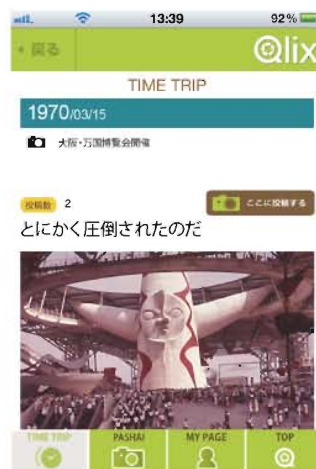 13:39
92%
戻る
Qlix
TIME TRIP
1970/03/15
大阪・万国博覧会開催
投稿数 2
ここに投稿する
とにかく圧倒されたのだ
TIME TRIP
PASHA!
MY PAGE
TOP